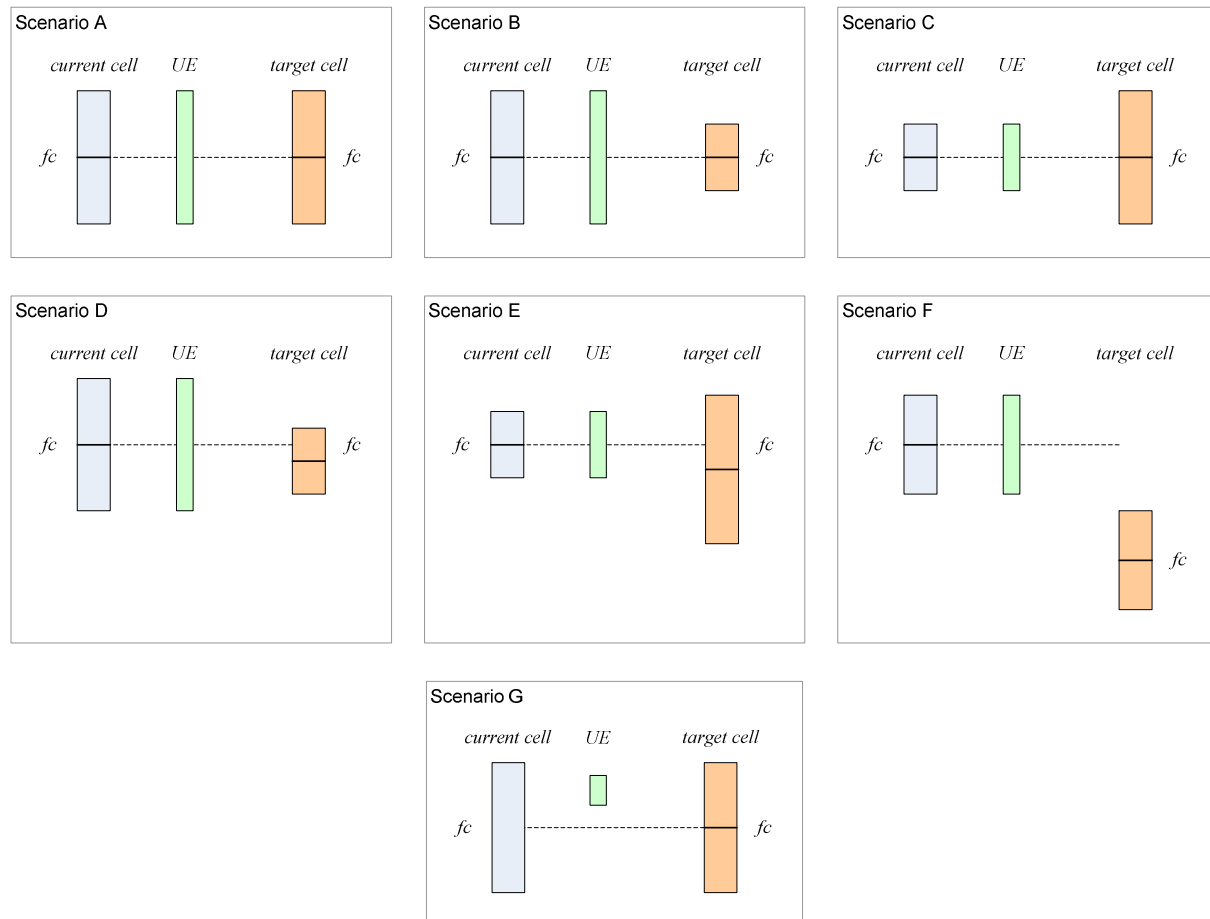 Scenario A
current cell UE target cell
fc fc
Scenario B
current cell UE target cell
fc fc
Scenario C
current cell UE target cell
fc fc
Scenario D
current cell UE target cell
fc fc
Scenario E
current cell UE target cell
fc fc
Scenario F
current cell UE target cell
fc
fc
Scenario G
current cell UE target cell
fc fc